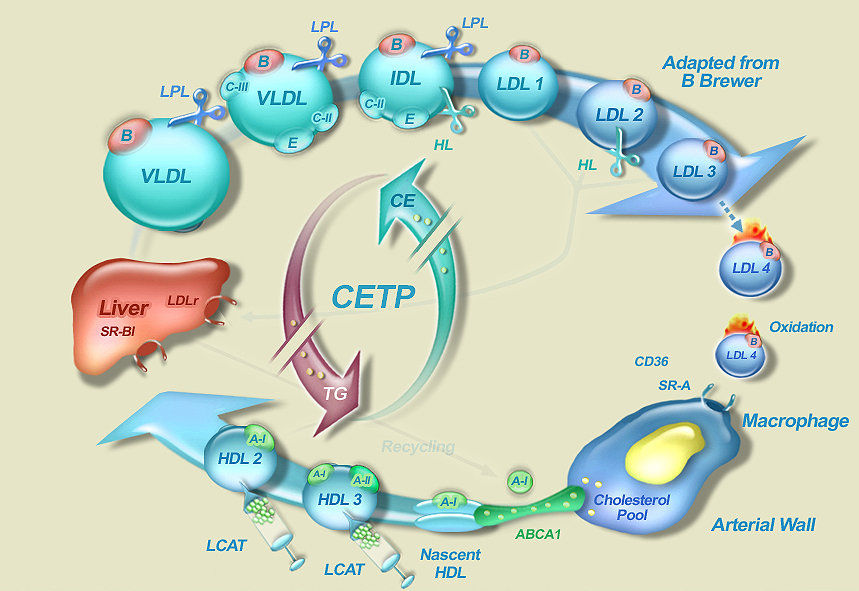 LPL
LPL
LPL
B
B
B
B
B
B
C-III
VLDL
IDL
LDL 1
LDL 2
LDL 3
Adapted from
B Brewer
VLDL
C-II
E
C-II
E
HL
HL
CE
LDL 4
B
Liver
LDLr
SR-BI
CETP
Oxidation
B
LDL 4
CD36
SR-A
TG
Macrophage
Recycling
A-I
HDL 2
A-I
A-II
HDL 3
A-I
A-I
Cholesterol
Pool
ABCA1
Arterial Wall
LCAT
LCAT
Nascent
HDL